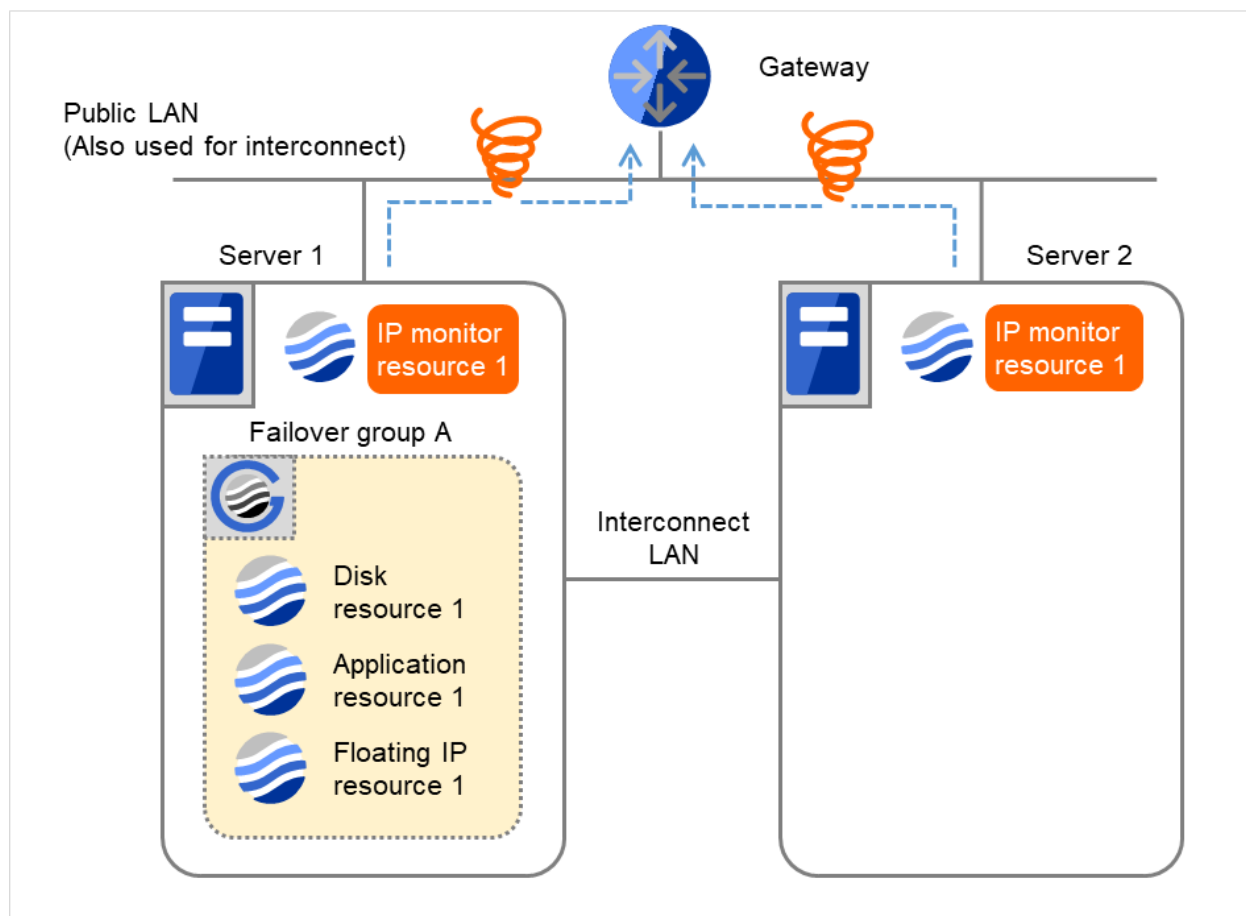 Gateway
Public LAN
(Also used for interconnect)
Server 1
Server 2
IP monitor
resource 1
IP monitor
resource 1
Failover group A
Interconnect
LAN
Disk
resource 1
Application
resource 1
Floating IP
resource 1